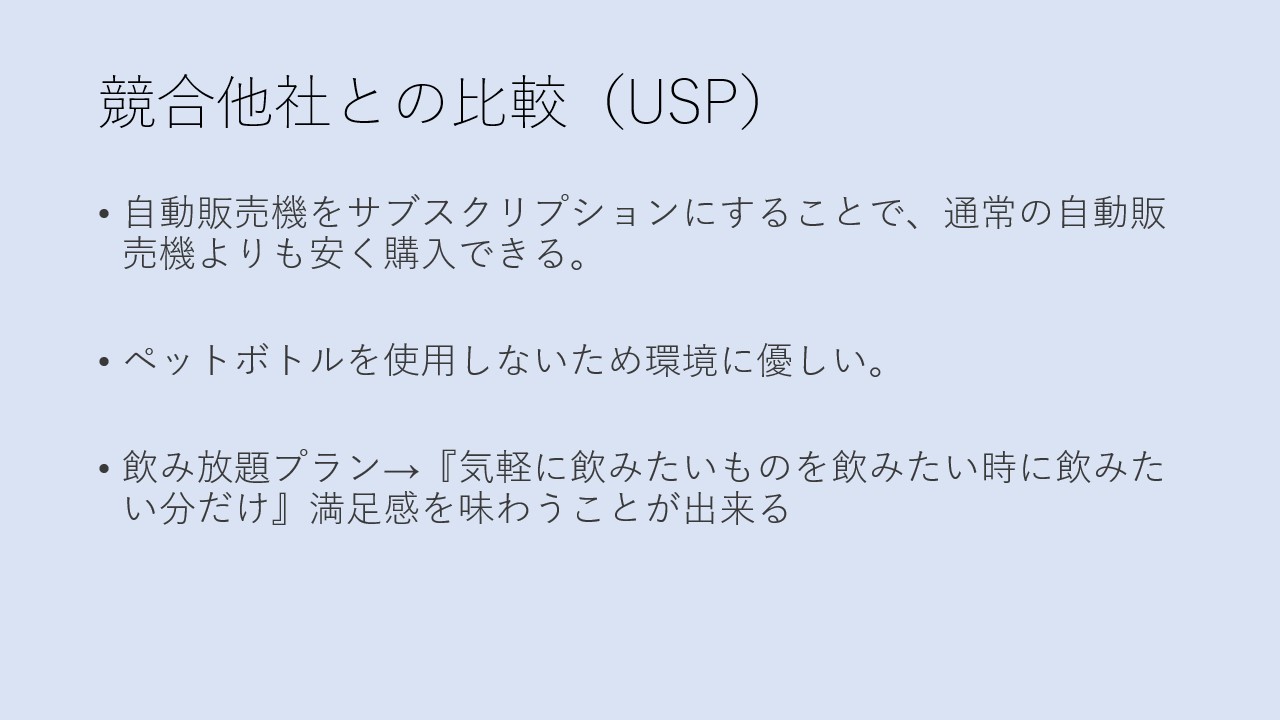 競合他社との比較（USP）
• 自動販売機をサブスクリプションにすることで、通常の自動販
売機よりも安く購入できる。
• ペットボトルを使用しないため環境に優しい。
• 飲み放題プラン→『気軽に飲みたいものを飲みたい時に飲みた
い分だけ』満足感を味わうことが出来る